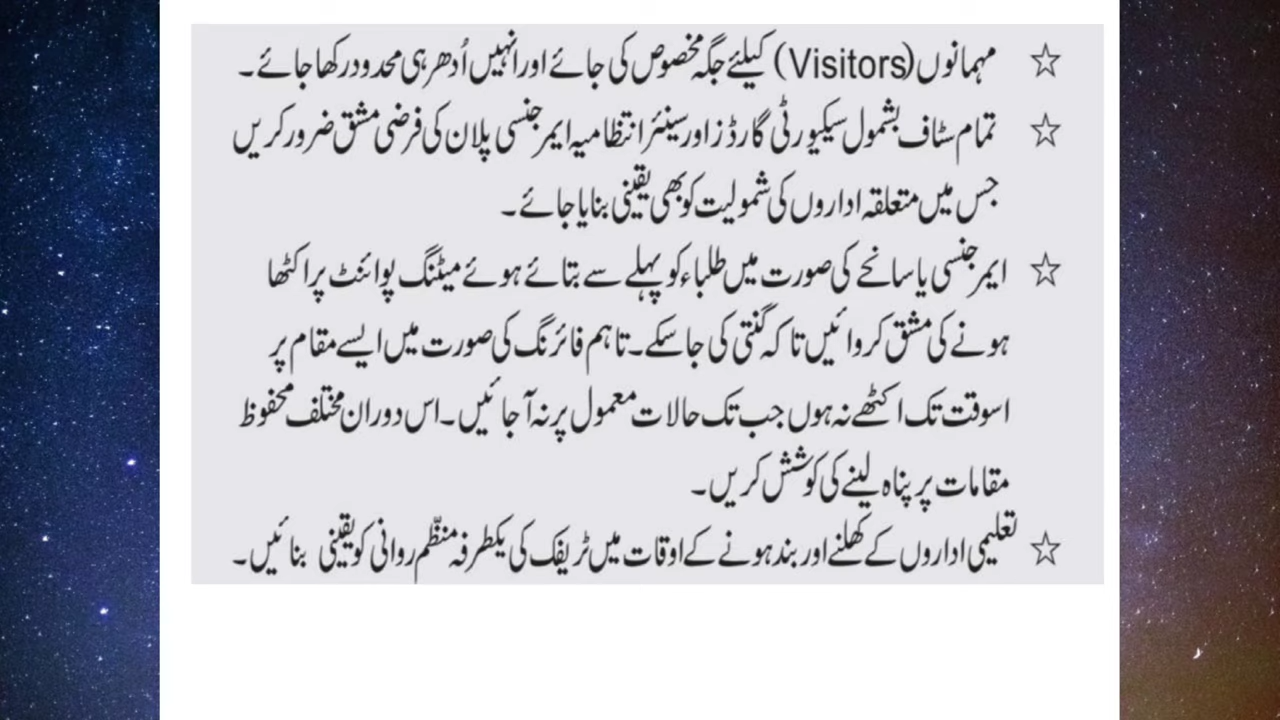 ☆ مہمانوں (Visitors) کیلئے جگہ مخصوص کی جائے اور انہیں اُدھر ہی محدود رکھا جائے۔
☆ تمام سٹاف بشمول سیکیورٹی گارڈز اور سینئر انتظامیہ ایمرجنسی پلان کی فرضی مشق ضرور کریں
جس میں متعلقہ اداروں کی شمولیت کو بھی یقینی بنایا جائے۔
☆ ایمرجنسی یا سانحے کی صورت میں طلباء کو پہلے سے بتائے ہوئے میٹنگ پوائنٹ پر اکٹھا
ہونے کی مشق کروائیں تاکہ گنتی کی جا سکے۔ تاہم فائرنگ کی صورت میں ایسے مقام پر
اسوقت تک اکٹھے نہ ہوں جب تک حالات معمول پر نہ آ جائیں۔ اس دوران مختلف محفوظ
مقامات پر پناہ لینے کی کوشش کریں۔
☆ تعلیمی اداروں کے کھلنے اور بند ہونے کے اوقات میں ٹریفک کی یکطرفہ منظّم روانی کو یقینی بنائیں۔